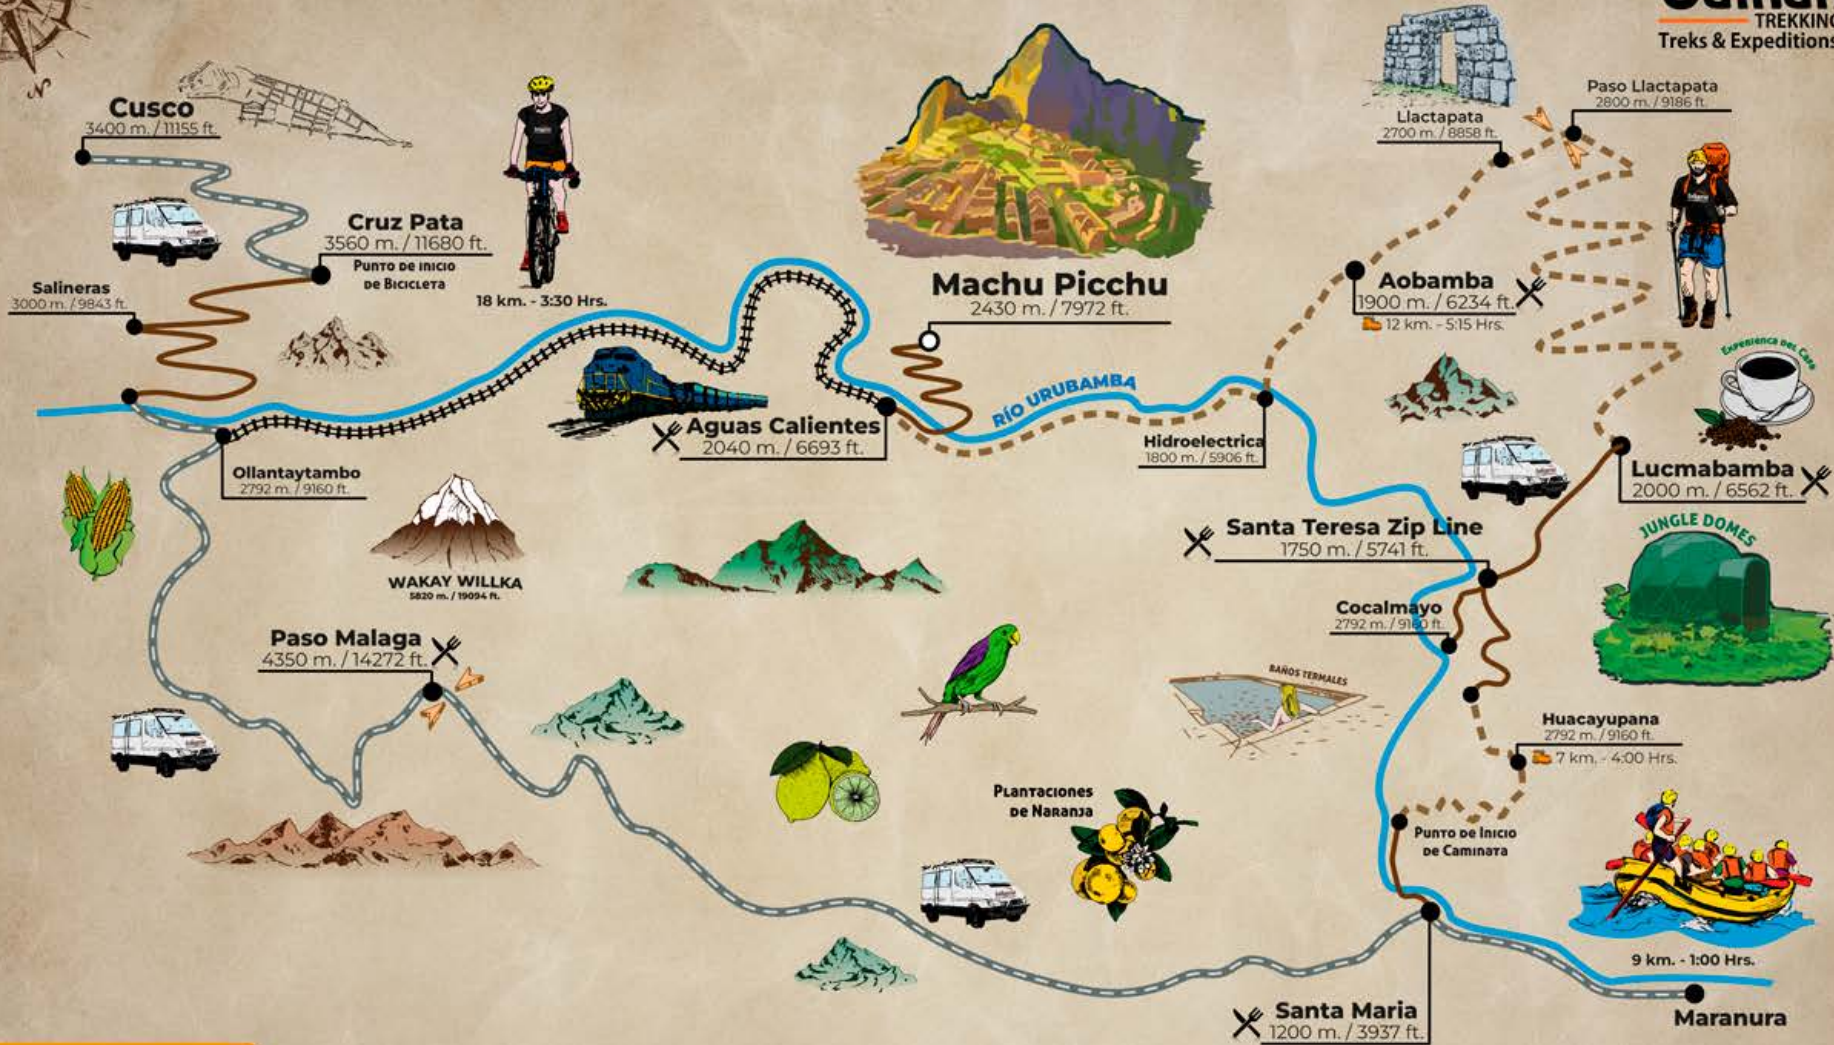 TREKKING
Treks & Expeditions
N
Cusco
3400 m. / 11155 ft.
Cruz Pata
3560 m. / 11680 ft.
Punto de inicio
de Bicicleta
Salineras
3000 m. / 9843 ft.
18 km. - 3:30 Hrs.
Machu Picchu
2430 m. / 7972 ft.
Llactapata
2700 m. / 8858 ft.
Paso Llactapata
2800 m. / 9186 ft.
Aobamba
1900 m. / 6234 ft.
12 km. - 5:15 Hrs.
RÍO URUBAMBA
Aguas Calientes
2040 m. / 6693 ft.
Hidroelectrica
1800 m. / 5906 ft.
Lucmabamba
2000 m. / 6562 ft.
JUNGLE DOMES
Ollantaytambo
2792 m. / 9160 ft.
WAKAY WILLKA
5820 m. / 19094 ft.
Santa Teresa Zip Line
1750 m. / 5741 ft.
Cocalmayo
2792 m. / 9160 ft.
Paso Malaga
4350 m. / 14272 ft.
BAÑOS TERMALES
Huacayupana
2792 m. / 9160 ft.
7 km. - 4:00 Hrs.
Plantaciones
de Naranja
Punto de Inicio
de Caminata
9 km. - 1:00 Hrs.
Santa Maria
1200 m. / 3937 ft.
Maranura